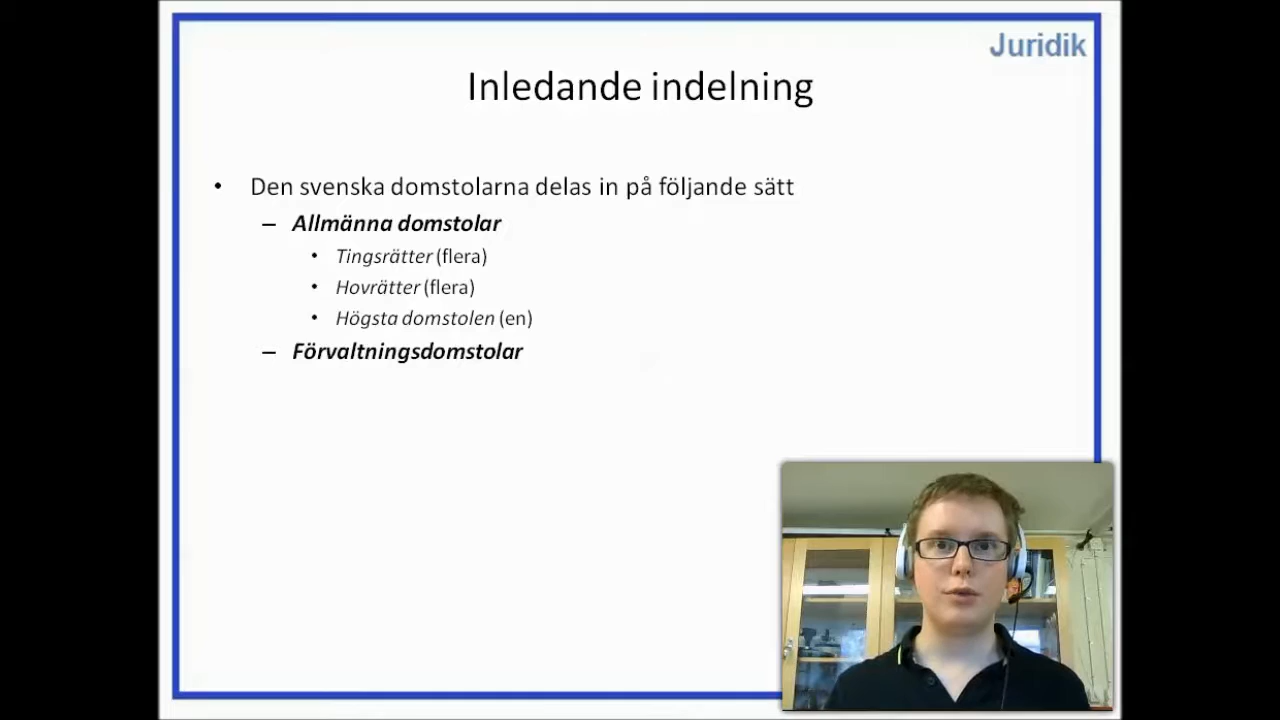 Juridik
Inledande indelning
• Den svenska domstolarna delas in på följande sätt
– Allmänna domstolar
• Tingsrätter (flera)
• Hovrätter (flera)
• Högsta domstolen (en)
– Förvaltningsdomstolar